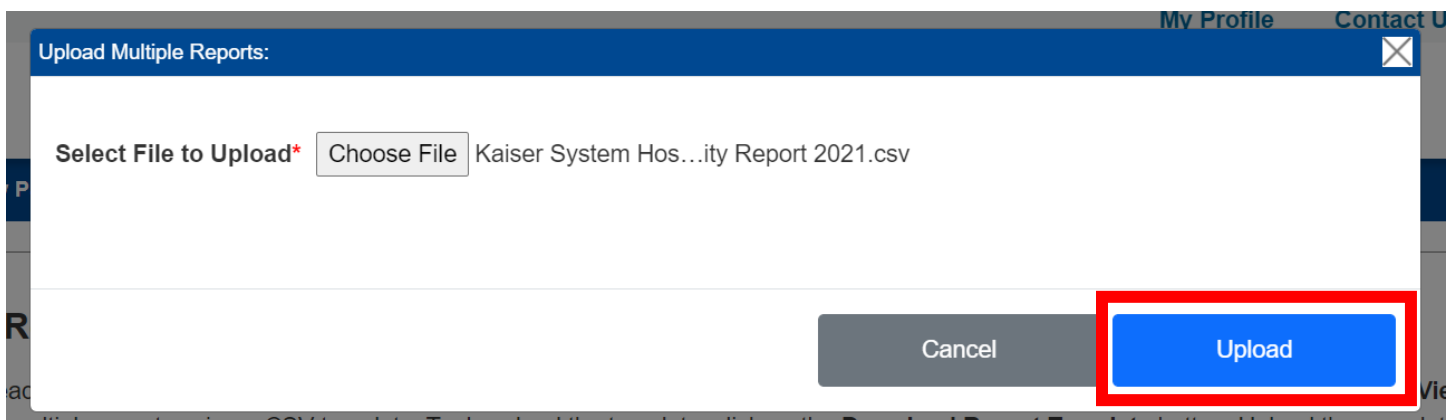 My Profile Contact U
Upload Multiple Reports:
Select File to Upload* Choose File Kaiser System Hos…ity Report 2021.csv
P
Cancel Upload
R
Vie